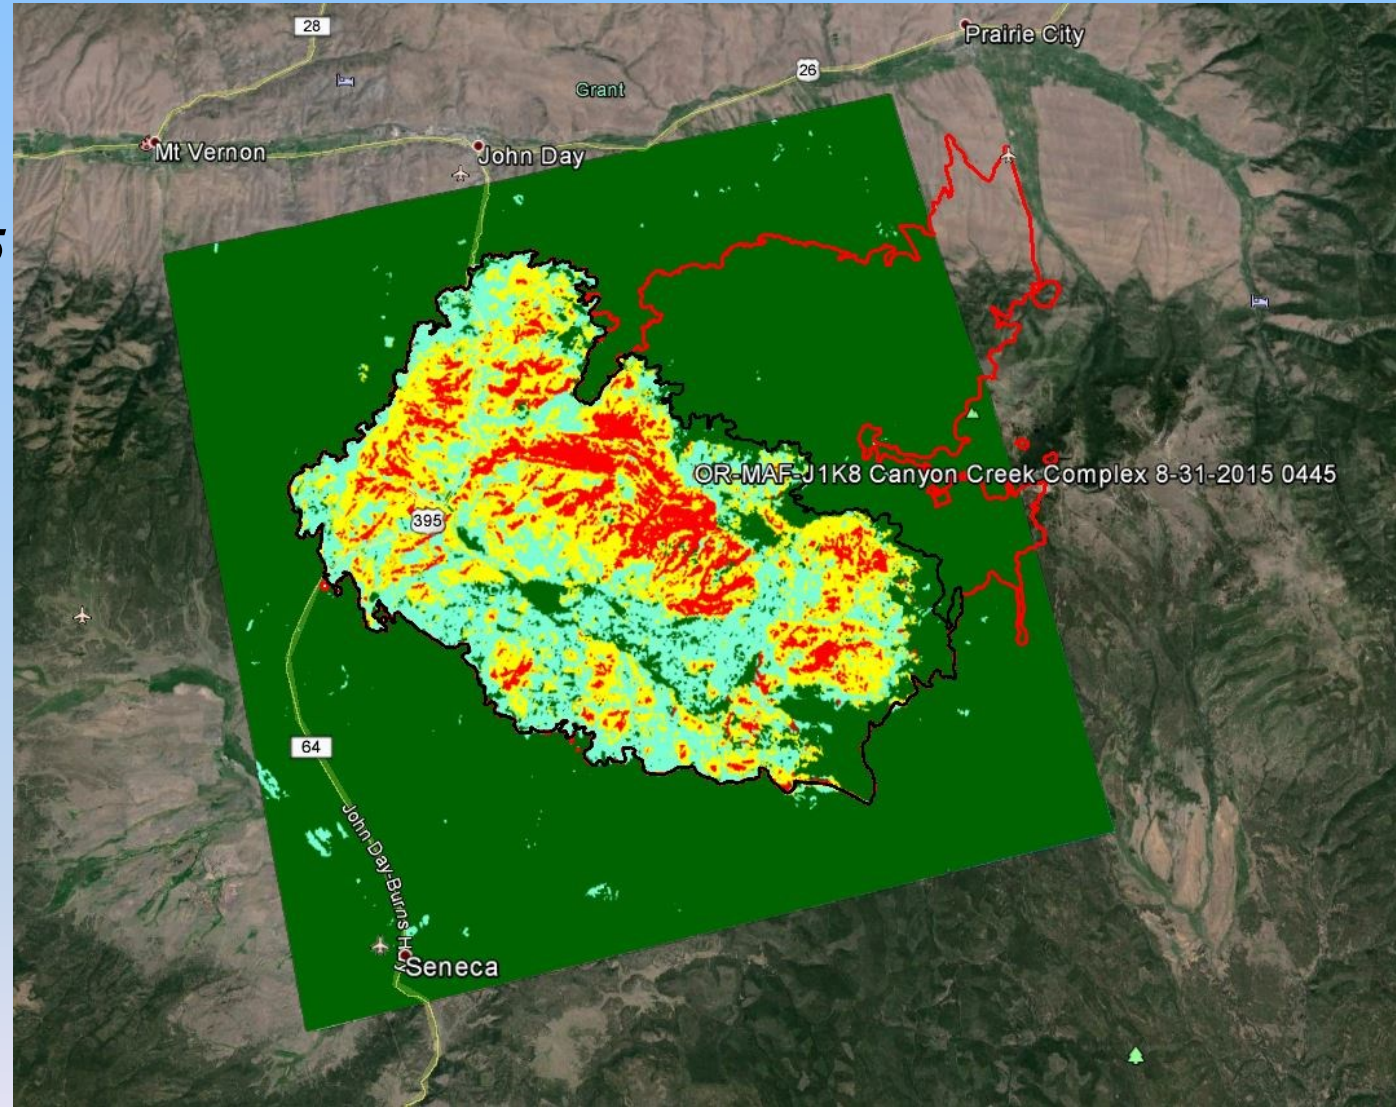 28
Prairie City
26
Grant
Mt Vernon
John Day
5
OR-MAF-J1K8 Canyon Creek Complex 8-31-2015 0445
395
64
John-Day-Burns Hwy
Seneca